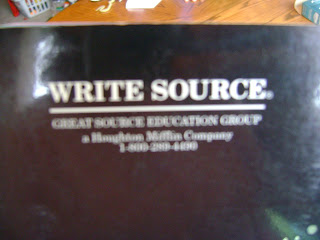 WRITE SOURCE®
GREAT SOURCE EDUCATION GROUP
a Houghton Mifflin Company
1-800-289-4490